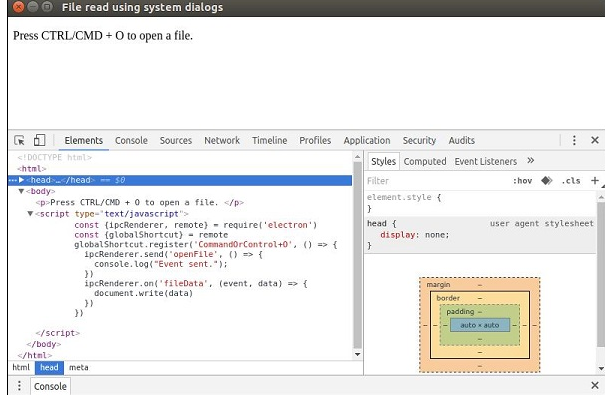 File read using system dialogs
Press CTRL/CMD + O to open a file.
Elements Console Sources Network Timeline Profiles Application Security Audits
<!DOCTYPE html>
<html>
<head>…</head> == $0
<body>
<p>Press CTRL/CMD + O to open a file. </p>
<script type="text/javascript">
const {ipcRenderer, remote} = require('electron')
const {globalShortcut} = remote
globalShortcut.register('CommandOrControl+O', () => {
ipcRenderer.send('openFile', () => {
console.log("Event sent.");
})
ipcRenderer.on('fileData', (event, data) => {
document.write(data)
})
})
</script>
</body>
</html>
html head meta
Styles Computed Event Listeners »
Filter :hov .cls +
element.style {
}
head { user agent stylesheet
display: none;
}
margin –
border –
padding –
– – – auto × auto – – –
–
–
–
Console